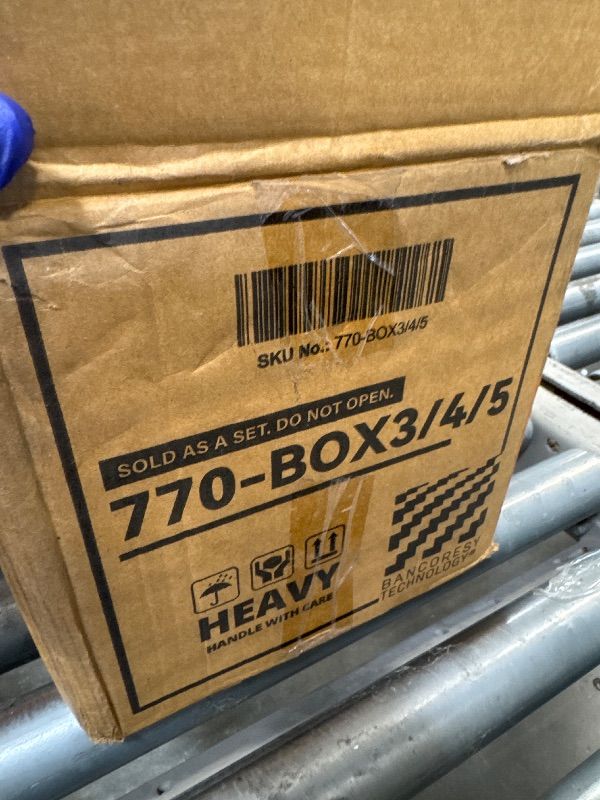 SKU No.: 770-BOX3/4/5
SOLD AS A SET. DO NOT OPEN.
770-BOX3/4/5
HEAVY
HANDLE WITH CARE
BANCORESY
TECHNOLOGY®